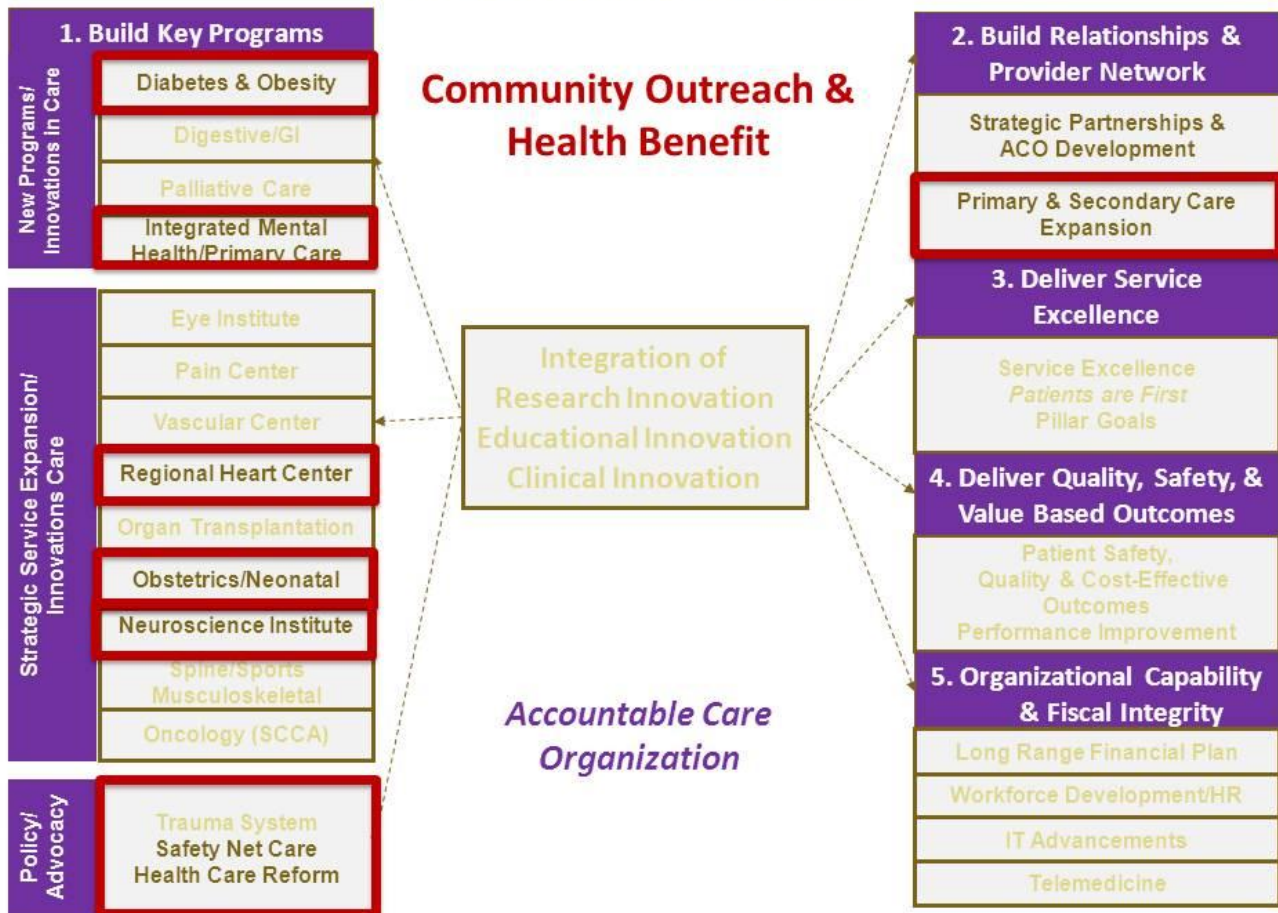 1. Build Key Programs
New Programs/
Innovations in Care
Diabetes & Obesity
Digestive/GI
Palliative Care
Integrated Mental
Health/Primary Care
Strategic Service Expansion/
Innovations Care
Eye Institute
Pain Center
Vascular Center
Regional Heart Center
Organ Transplantation
Obstetrics/Neonatal
Neuroscience Institute
Spine/Sports
Musculoskeletal
Oncology (SCCA)
Policy/
Advocacy
Trauma System
Safety Net Care
Health Care Reform
Community Outreach &
Health Benefit
Integration of
Research Innovation
Educational Innovation
Clinical Innovation
Accountable Care
Organization
2. Build Relationships &
Provider Network
Strategic Partnerships &
ACO Development
Primary & Secondary Care
Expansion
3. Deliver Service
Excellence
Service Excellence
Patients are First
Pillar Goals
4. Deliver Quality, Safety, &
Value Based Outcomes
Patient Safety,
Quality & Cost-Effective
Outcomes
Performance Improvement
5. Organizational Capability
& Fiscal Integrity
Long Range Financial Plan
Workforce Development/HR
IT Advancements
Telemedicine